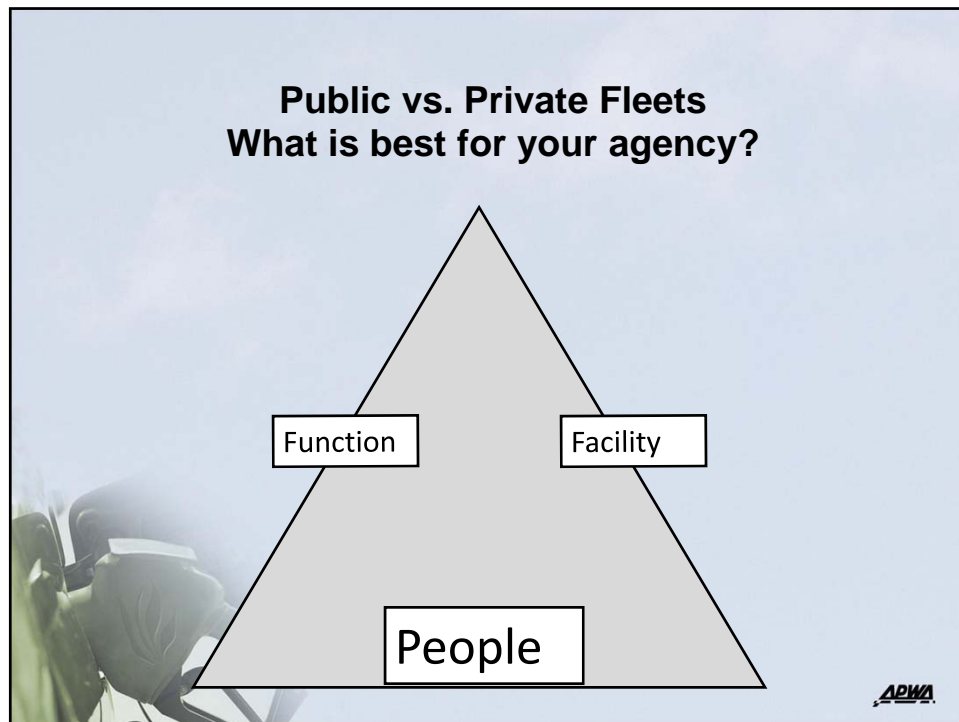 Public vs. Private Fleets
What is best for your agency?
Function
Facility
People
APWA